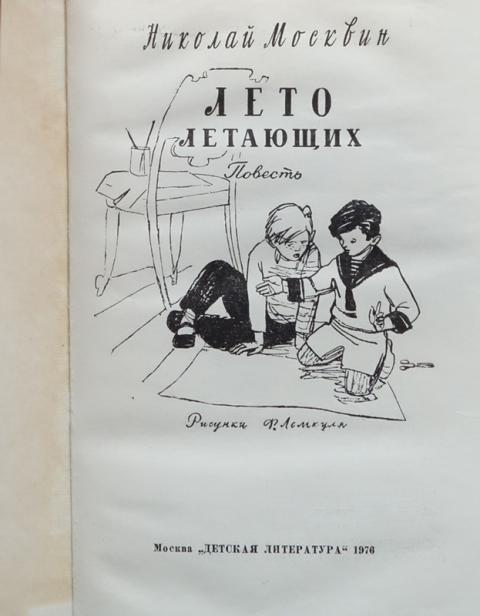 Николай Москвин
ЛЕТО
ЛЕТАЮЩИХ
Повесть
Рисунки Ф. Лемкуля
Москва „ДЕТСКАЯ ЛИТЕРАТУРА“ 1976